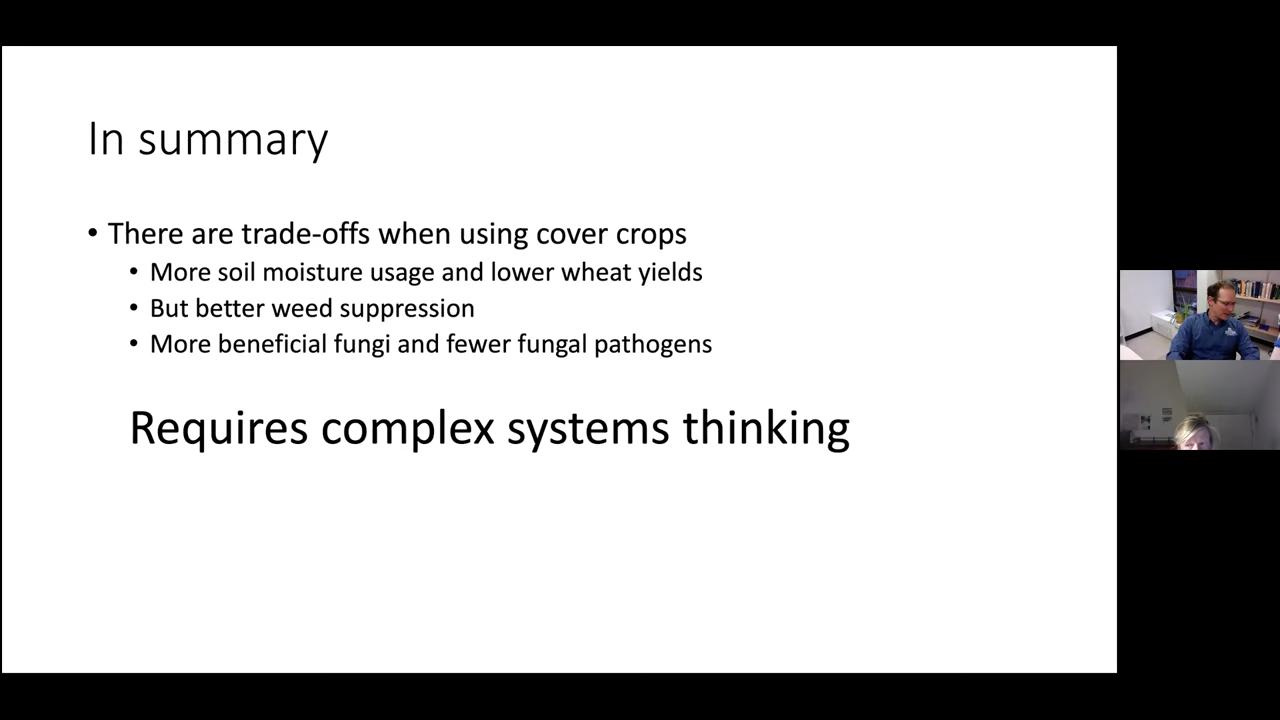 In summary
• There are trade-offs when using cover crops
• More soil moisture usage and lower wheat yields
• But better weed suppression
• More beneficial fungi and fewer fungal pathogens
Requires complex systems thinking